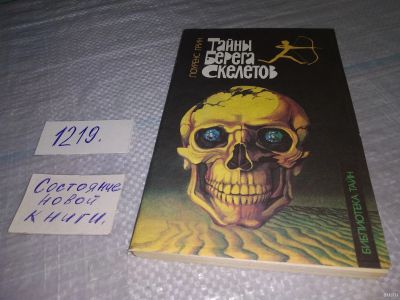 1219.
Состояние
новой
книги.
ЛОУРЕНС ГРИН
Тайны
Берега
Скелетов
БИБЛИОТЕКА ТАЙН